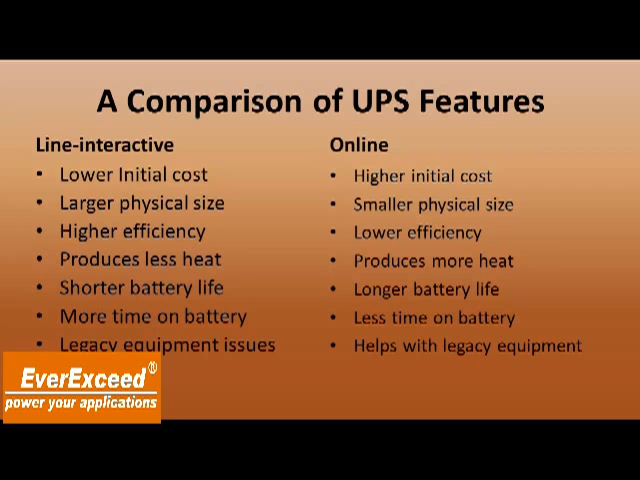 A Comparison of UPS Features
Line-interactive
• Lower Initial cost
• Larger physical size
• Higher efficiency
• Produces less heat
• Shorter battery life
• More time on battery
• Legacy equipment issues
Online
• Higher initial cost
• Smaller physical size
• Lower efficiency
• Produces more heat
• Longer battery life
• Less time on battery
• Helps with legacy equipment
EverExceed®
power your applications